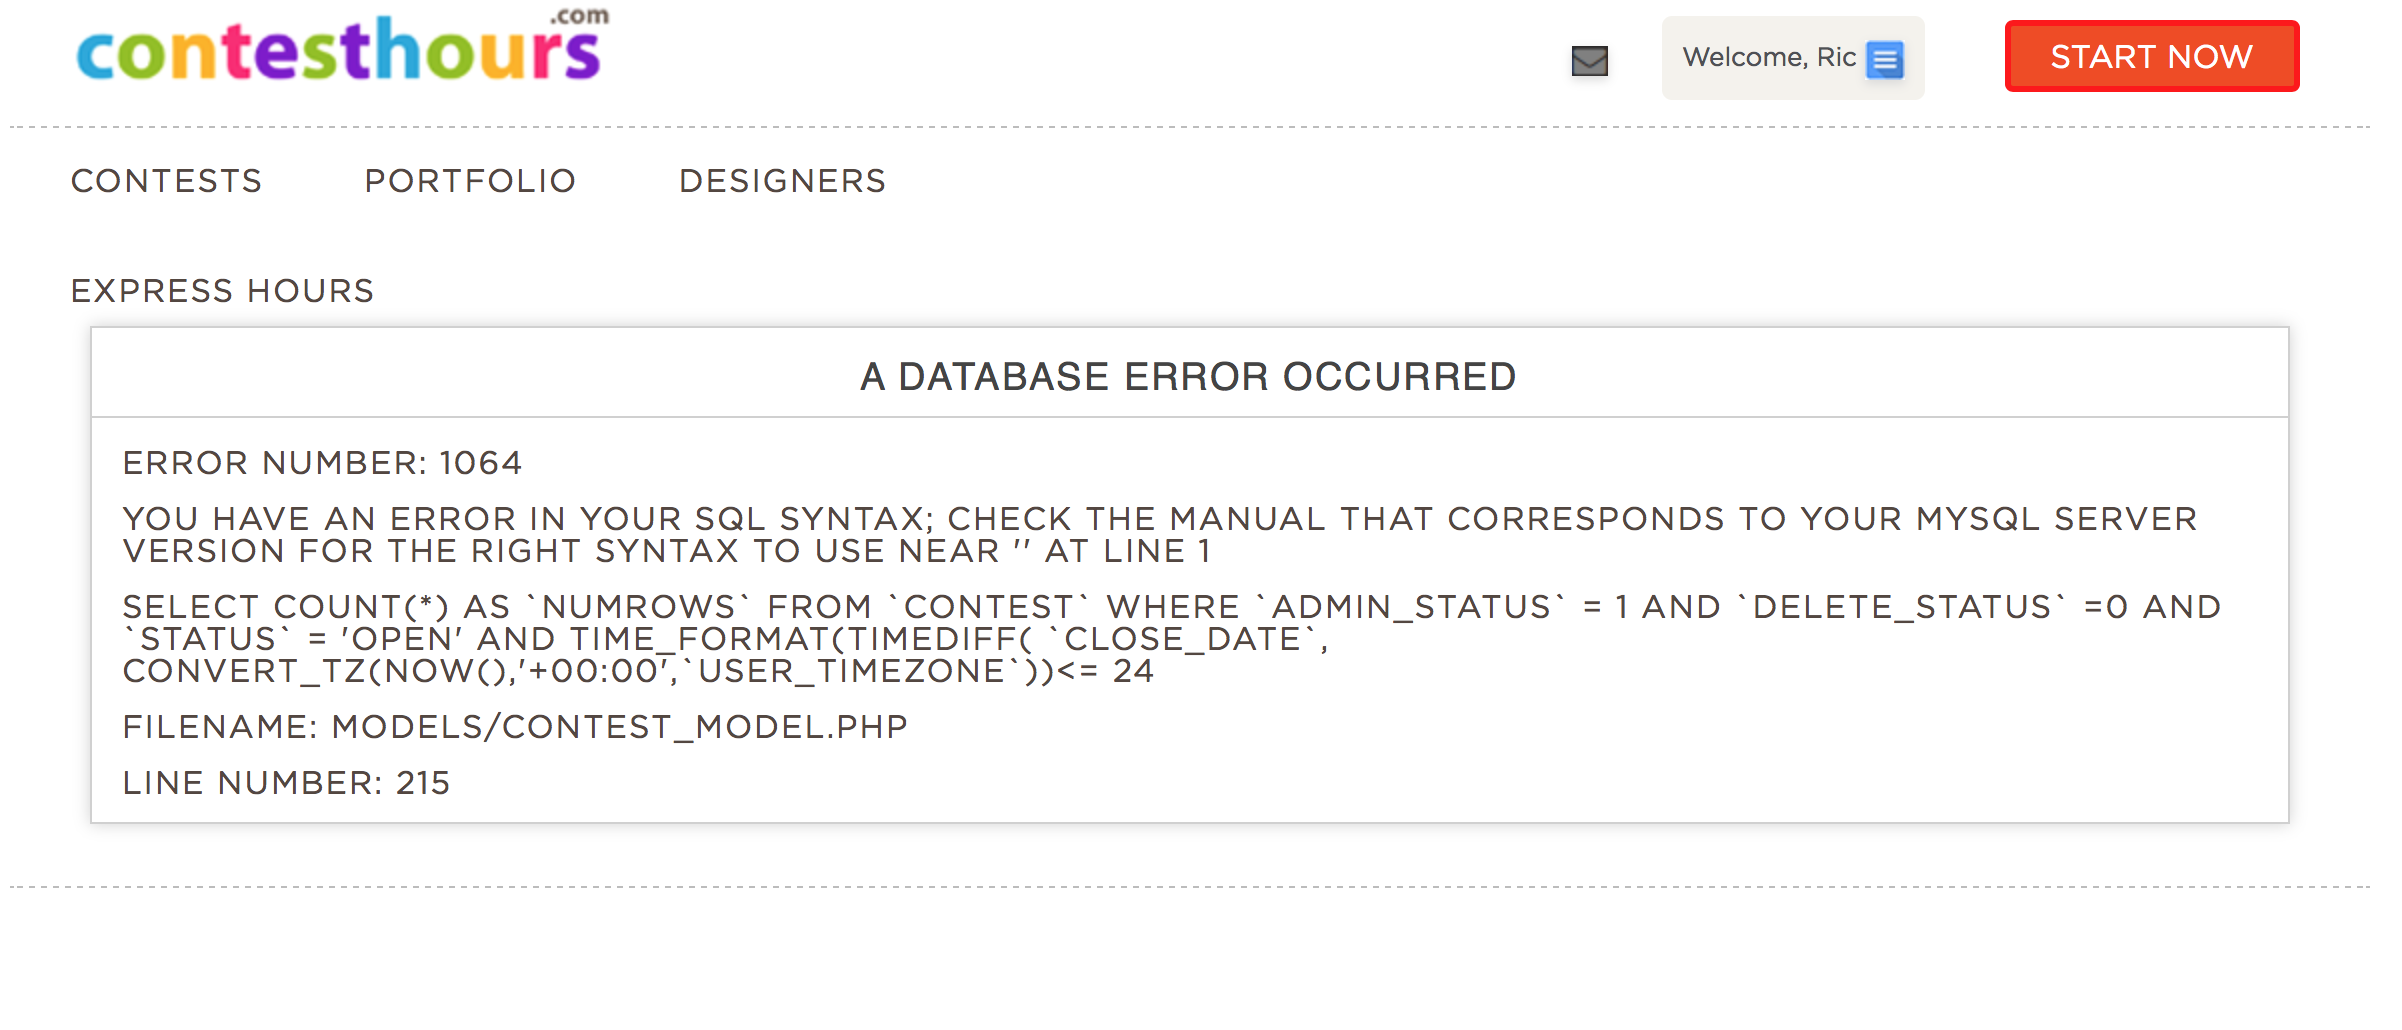 contesthours.com
Welcome, Ric
START NOW
CONTESTS PORTFOLIO DESIGNERS
EXPRESS HOURS
A DATABASE ERROR OCCURRED
ERROR NUMBER: 1064
YOU HAVE AN ERROR IN YOUR SQL SYNTAX; CHECK THE MANUAL THAT CORRESPONDS TO YOUR MYSQL SERVER
VERSION FOR THE RIGHT SYNTAX TO USE NEAR '' AT LINE 1
SELECT COUNT(*) AS `NUMROWS` FROM `CONTEST` WHERE `ADMIN_STATUS` = 1 AND `DELETE_STATUS` =0 AND
`STATUS` = 'OPEN' AND TIME_FORMAT(TIMEDIFF( `CLOSE_DATE`,
CONVERT_TZ(NOW(),'+00:00',`USER_TIMEZONE`))<= 24
FILENAME: MODELS/CONTEST_MODEL.PHP
LINE NUMBER: 215